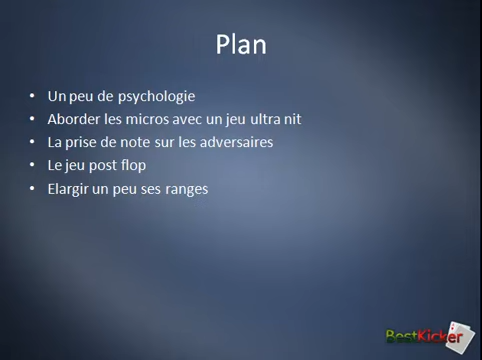 Plan
• Un peu de psychologie
• Aborder les micros avec un jeu ultra nit
• La prise de note sur les adversaires
• Le jeu post flop
• Elargir un peu ses ranges
BestKicker